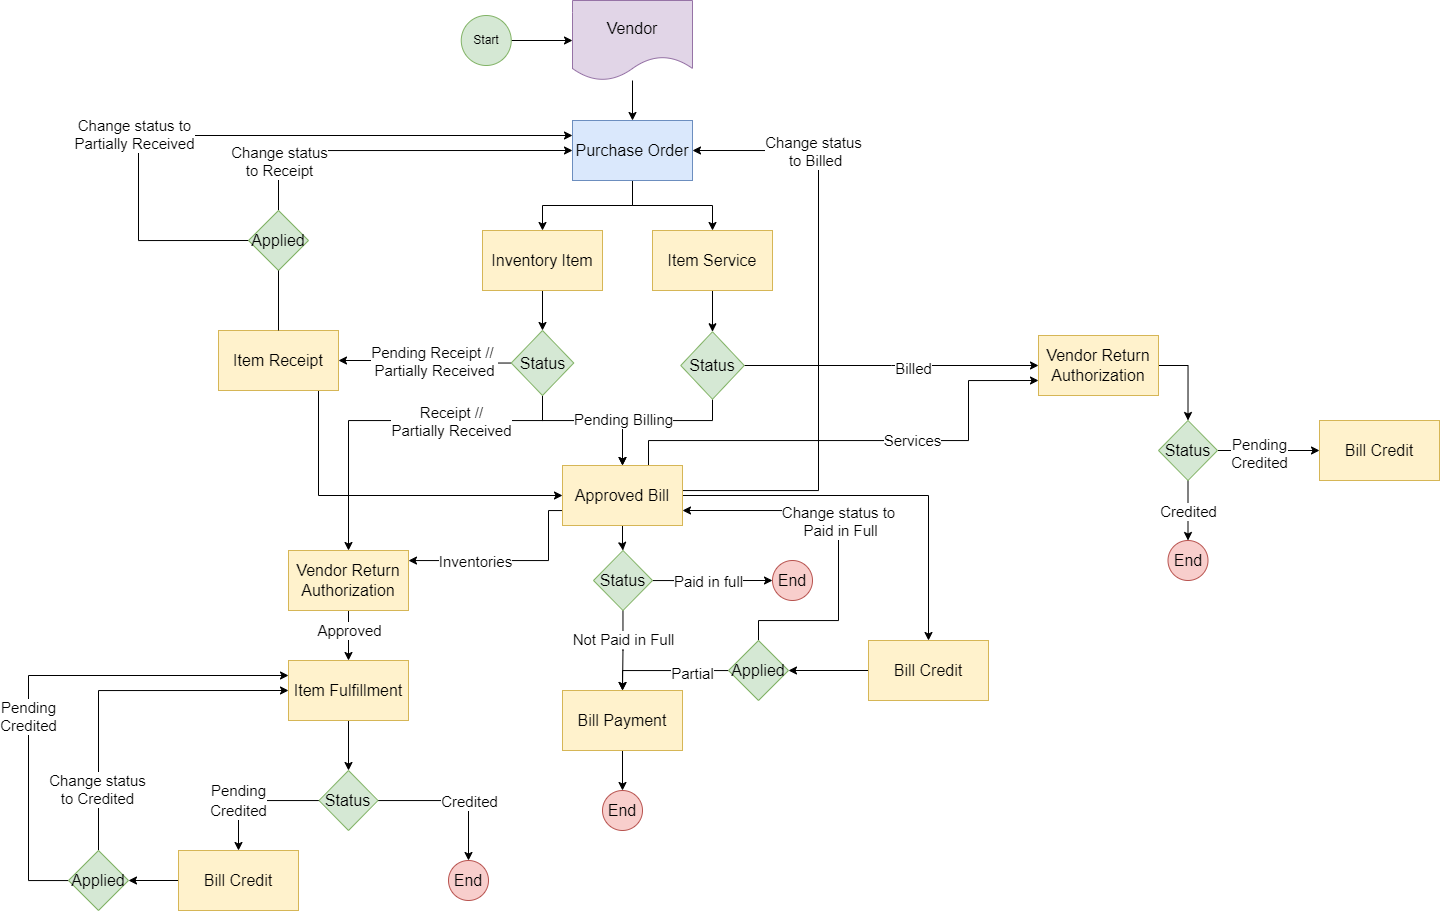 Start
Vendor
Change status to
Partially Received
Change status
to Receipt
Purchase Order
Change status
to Billed
Applied
Inventory Item
Item Service
Item Receipt
Pending Receipt //
Partially Received
Status
Status
Billed
Vendor Return
Authorization
Receipt //
Partially Received
Pending Billing
Services
Status
Pending
Credited
Bill Credit
Approved Bill
Change status to
Paid in Full
Credited
End
Inventories
Vendor Return
Authorization
Status
Paid in full
End
Approved
Not Paid in Full
Partial
Applied
Bill Credit
Item Fulfillment
Bill Payment
Pending
Credited
Change status
to Credited
Pending
Credited
Status
Credited
End
Applied
Bill Credit
End